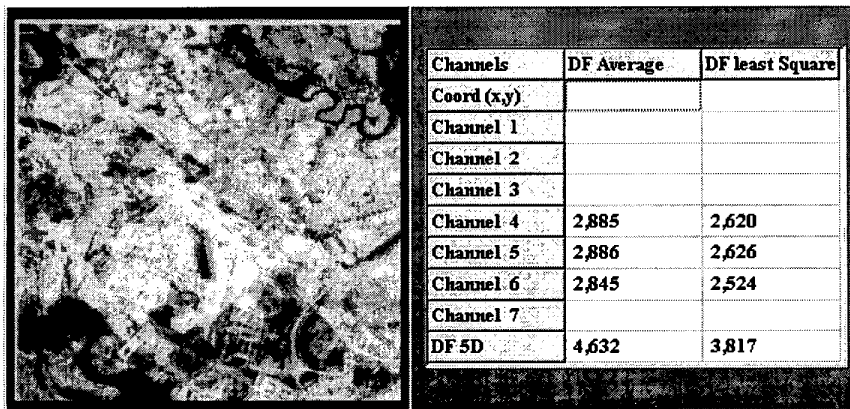 Channels DF Average DF least Square
Coord (x,y)
Channel 1
Channel 2
Channel 3
Channel 4 2,885 2,620
Channel 5 2,886 2,626
Channel 6 2,845 2,524
Channel 7
DF 5D 4,632 3,817